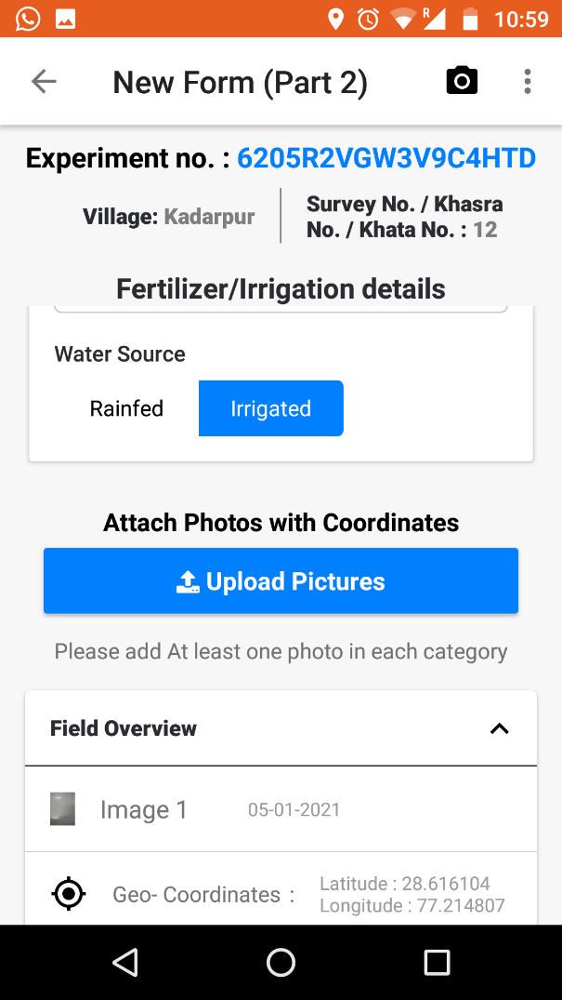 R 10:59
New Form (Part 2)
Experiment no. : 6205R2VGW3V9C4HTD
Village: Kadarpur
Survey No. / Khasra
No. / Khata No. : 12
Fertilizer/Irrigation details
Water Source
Rainfed Irrigated
Attach Photos with Coordinates
Upload Pictures
Please add At least one photo in each category
Field Overview
Image 1 05-01-2021
Geo- Coordinates :
Latitude : 28.616104
Longitude : 77.214807